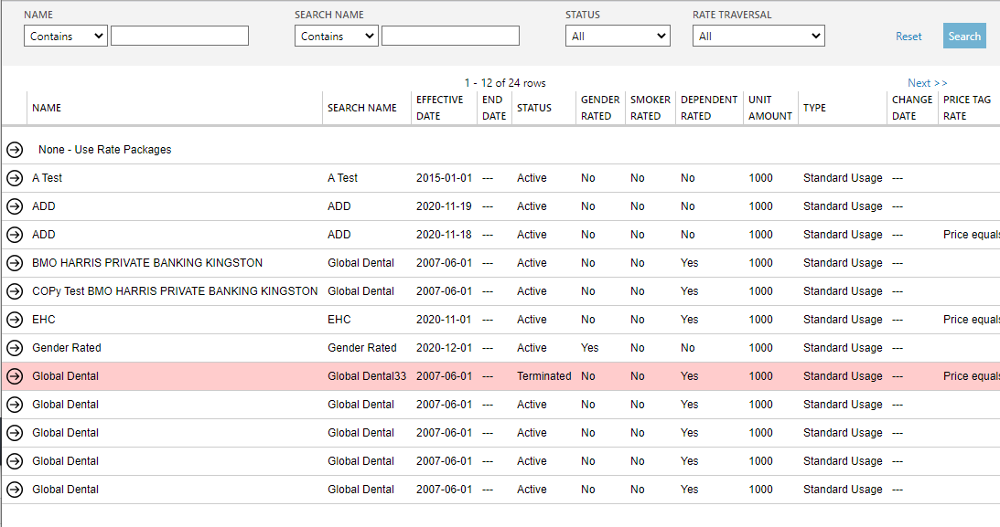 NAME SEARCH NAME STATUS RATE TRAVERSAL
Contains Contains All All Reset Search
1 - 12 of 24 rows Next >>
NAME SEARCH NAME EFFECTIVE DATE END DATE STATUS GENDER RATED SMOKER RATED DEPENDENT RATED UNIT AMOUNT TYPE CHANGE DATE PRICE TAG RATE
None - Use Rate Packages
A Test A Test 2015-01-01 --- Active No No No 1000 Standard Usage ---
ADD ADD 2020-11-19 --- Active No No No 1000 Standard Usage ---
ADD ADD 2020-11-18 --- Active No No No 1000 Standard Usage --- Price equals
BMO HARRIS PRIVATE BANKING KINGSTON Global Dental 2007-06-01 --- Active No No Yes 1000 Standard Usage ---
COPy Test BMO HARRIS PRIVATE BANKING KINGSTON Global Dental 2007-06-01 --- Active No No Yes 1000 Standard Usage ---
EHC EHC 2020-11-01 --- Active No No Yes 1000 Standard Usage --- Price equals
Gender Rated Gender Rated 2020-12-01 --- Active Yes No No 1000 Standard Usage ---
Global Dental Global Dental33 2007-06-01 --- Terminated No No Yes 1000 Standard Usage --- Price equals
Global Dental Global Dental 2007-06-01 --- Active No No Yes 1000 Standard Usage ---
Global Dental Global Dental 2007-06-01 --- Active No No Yes 1000 Standard Usage ---
Global Dental Global Dental 2007-06-01 --- Active No No Yes 1000 Standard Usage ---
Global Dental Global Dental 2007-06-01 --- Active No No Yes 1000 Standard Usage ---